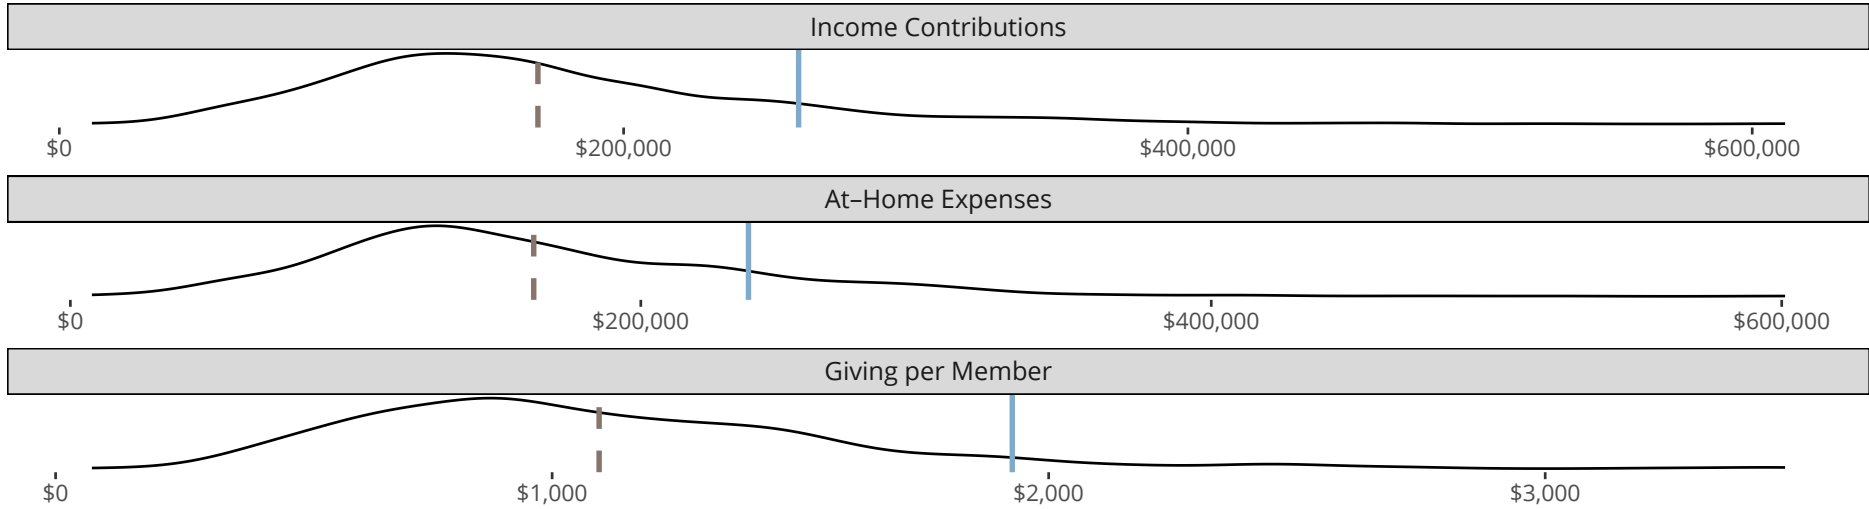 Income Contributions
$0 $200,000 $400,000 $600,000
At–Home Expenses
$0 $200,000 $400,000 $600,000
Giving per Member
$0 $1,000 $2,000 $3,000